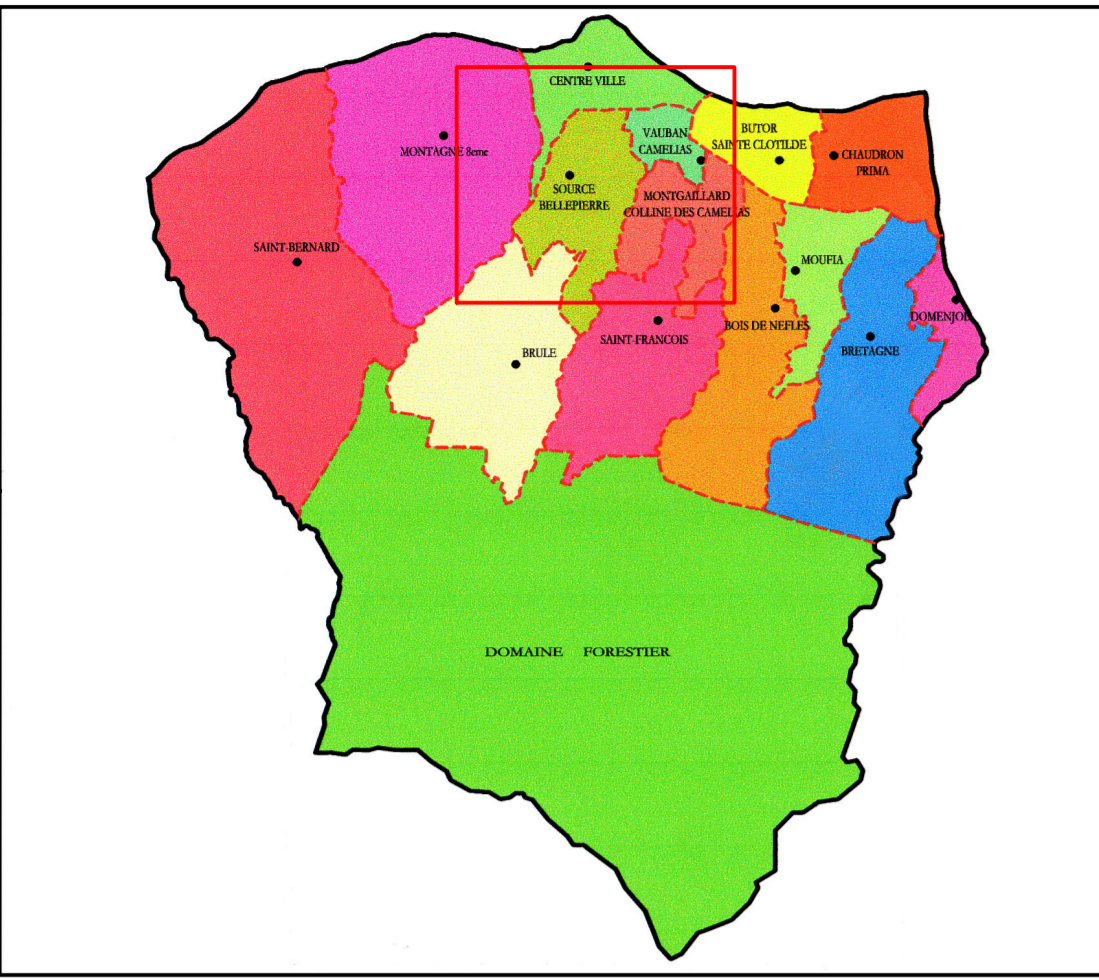 CENTRE VILLE
MONTAGNE 8eme
VAUBAN
CAMELIAS
BUTOR
SAINTE CLOTILDE
CHAUDRON
PRIMA
SOURCE
BELLEPIERRE
MONTGAILLARD
COLLINE DES CAMELIAS
SAINT-BERNARD
MOUFIA
DOMENJOD
BOIS DE NEFLES
SAINT-FRANCOIS
BRETAGNE
BRULE
DOMAINE FORESTIER